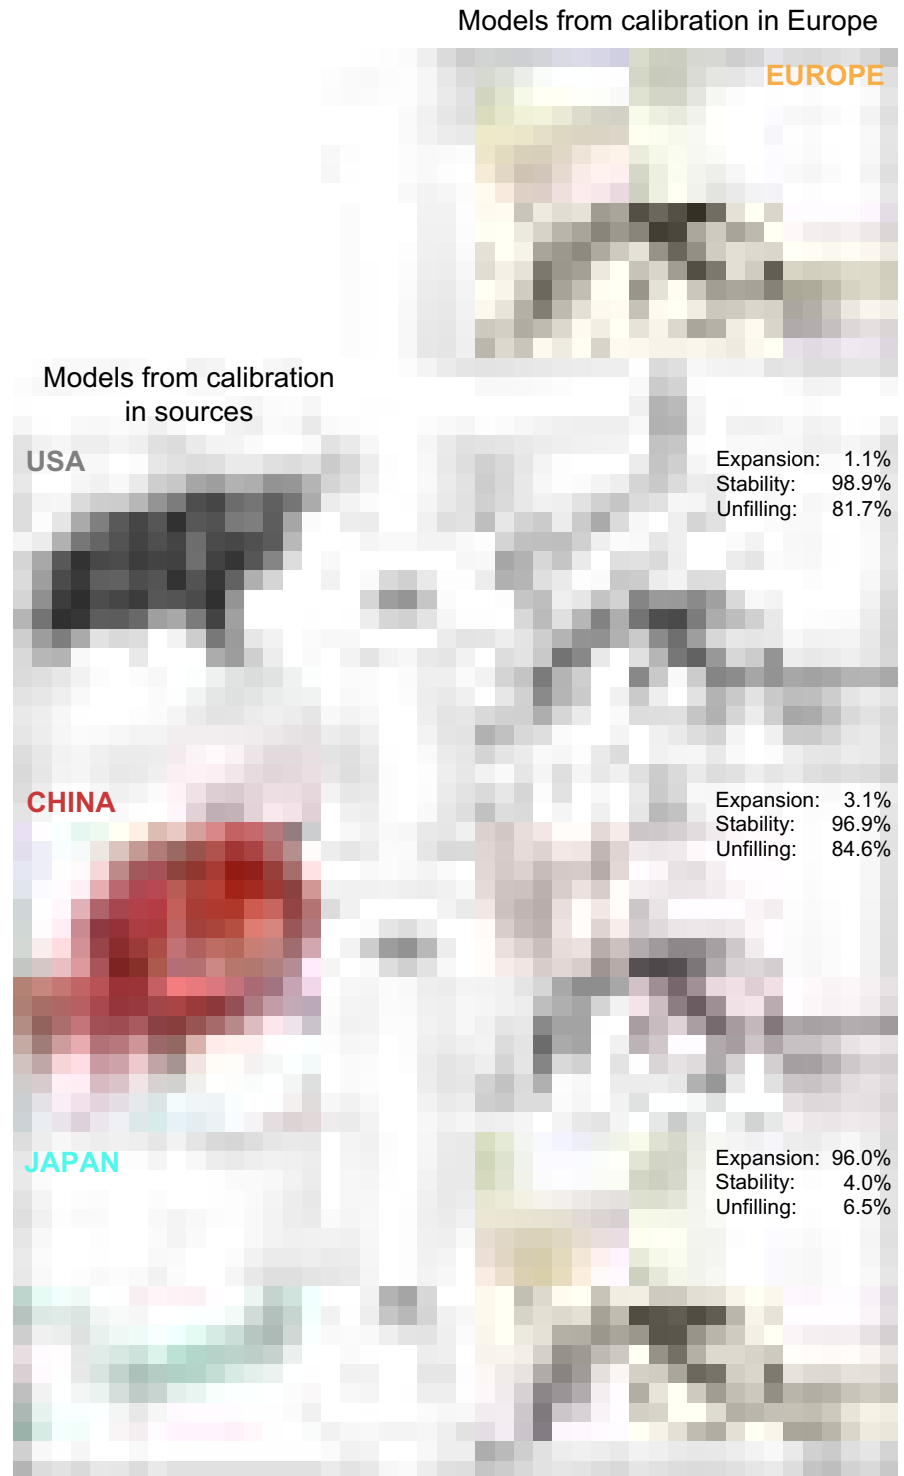 Models from calibration in Europe
EUROPE
Models from calibration
in sources
USA
Expansion: 1.1%
Stability: 98.9%
Unfilling: 81.7%
CHINA
Expansion: 3.1%
Stability: 96.9%
Unfilling: 84.6%
JAPAN
Expansion: 96.0%
Stability: 4.0%
Unfilling: 6.5%